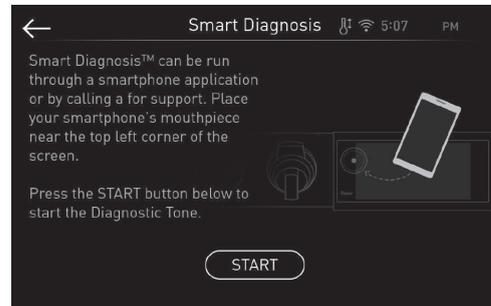 Smart Diagnosis 5:07 PM
Smart Diagnosis™ can be run
through a smartphone application
or by calling a for support. Place
your smartphone's mouthpiece
near the top left corner of the
screen.
Press the START button below to
start the Diagnostic Tone.
START